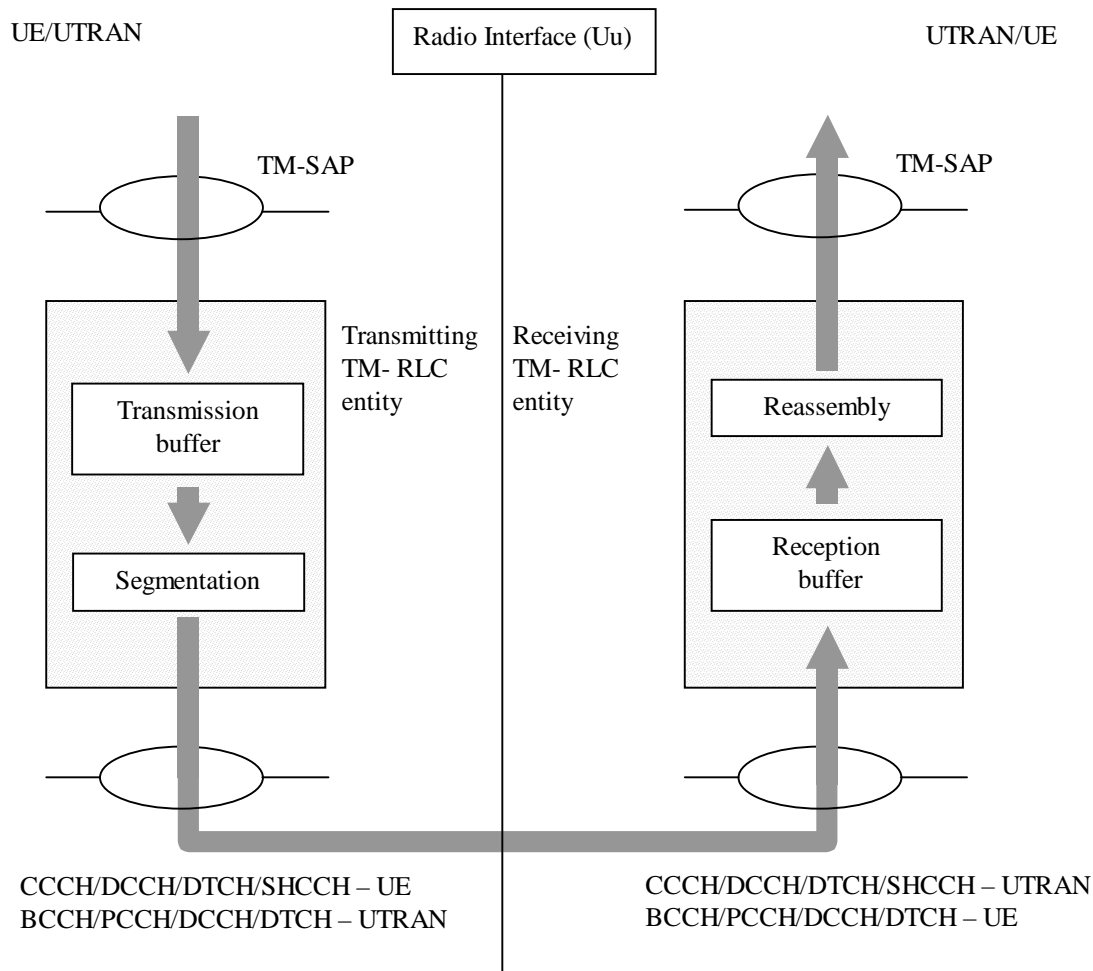 UE/UTRAN
Radio Interface (Uu)
UTRAN/UE
TM-SAP
TM-SAP
Transmitting
TM- RLC
entity
Receiving
TM- RLC
entity
Transmission
buffer
Segmentation
Reassembly
Reception
buffer
CCCH/DCCH/DTCH/SHCCH – UE
BCCH/PCCH/DCCH/DTCH – UTRAN
CCCH/DCCH/DTCH/SHCCH – UTRAN
BCCH/PCCH/DCCH/DTCH – UE